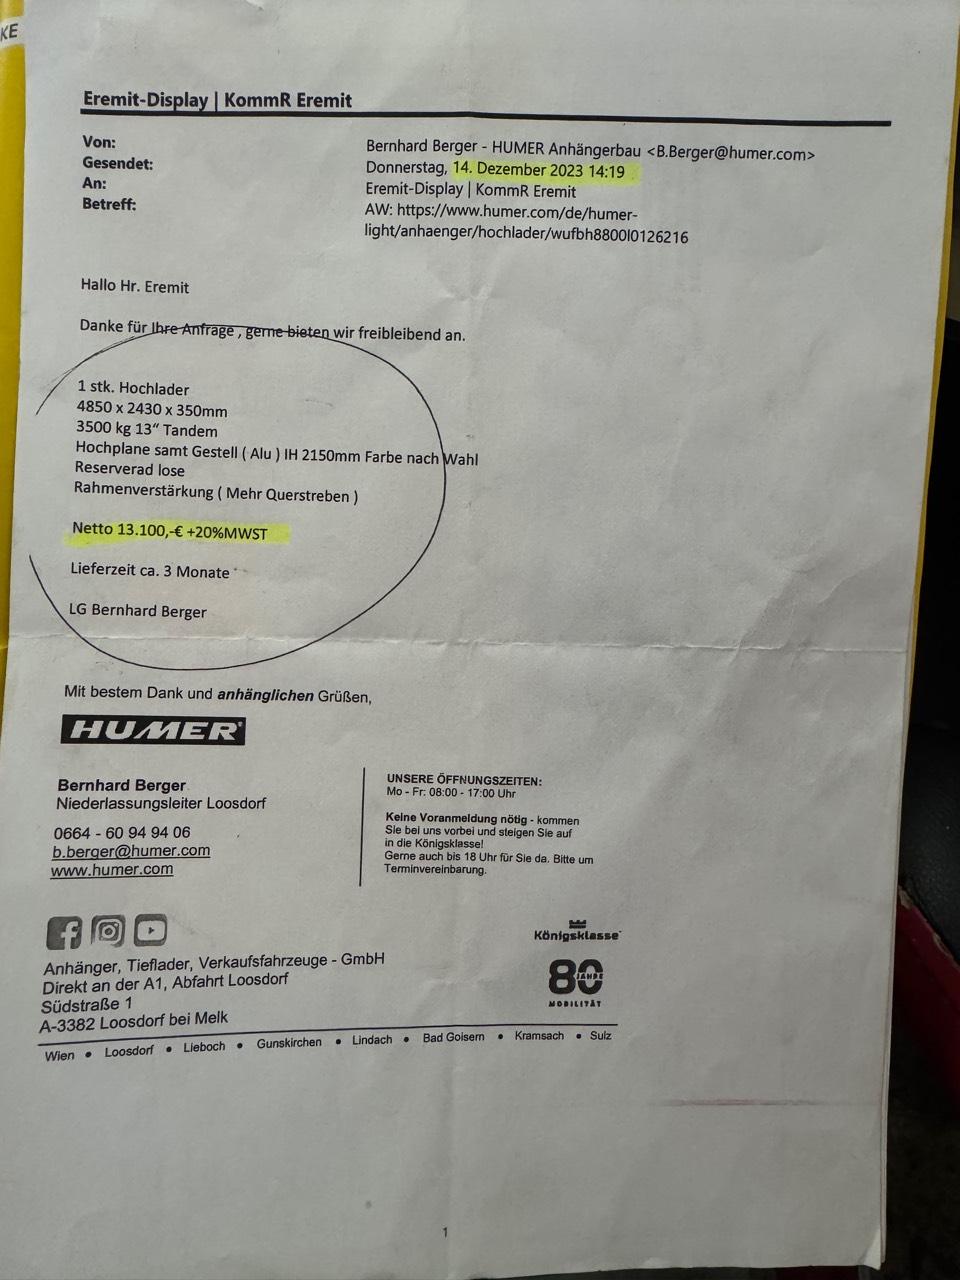 KE
Eremit-Display | KommR Eremit
Von: Bernhard Berger - HUMER Anhängerbau <B.Berger@humer.com>
Gesendet: Donnerstag, 14. Dezember 2023 14:19
An: Eremit-Display | KommR Eremit
Betreff: AW: https://www.humer.com/de/humer-
light/anhaenger/hochlader/wufbh8800l0126216
Hallo Hr. Eremit
Danke für Ihre Anfrage , gerne bieten wir freibleibend an.
1 stk. Hochlader
4850 x 2430 x 350mm
3500 kg 13“ Tandem
Hochplane samt Gestell ( Alu ) IH 2150mm Farbe nach Wahl
Reserverad lose
Rahmenverstärkung ( Mehr Querstreben )
Netto 13.100,-€ +20%MWST
Lieferzeit ca. 3 Monate
LG Bernhard Berger
Mit bestem Dank und anhänglichen Grüßen,
HUMER®
Bernhard Berger
Niederlassungsleiter Loosdorf
0664 - 60 94 94 06
b.berger@humer.com
www.humer.com
UNSERE ÖFFNUNGSZEITEN:
Mo - Fr: 08:00 - 17:00 Uhr
Keine Voranmeldung nötig - kommen
Sie bei uns vorbei und steigen Sie auf
in die Königsklasse!
Gerne auch bis 18 Uhr für Sie da. Bitte um
Terminvereinbarung.
Königsklasse
80
JAHRE
MOBILITÄT
Anhänger, Tieflader, Verkaufsfahrzeuge - GmbH
Direkt an der A1, Abfahrt Loosdorf
Südstraße 1
A-3382 Loosdorf bei Melk
Wien • Loosdorf • Lieboch • Gunskirchen • Lindach • Bad Goisern • Kramsach • Sulz
1